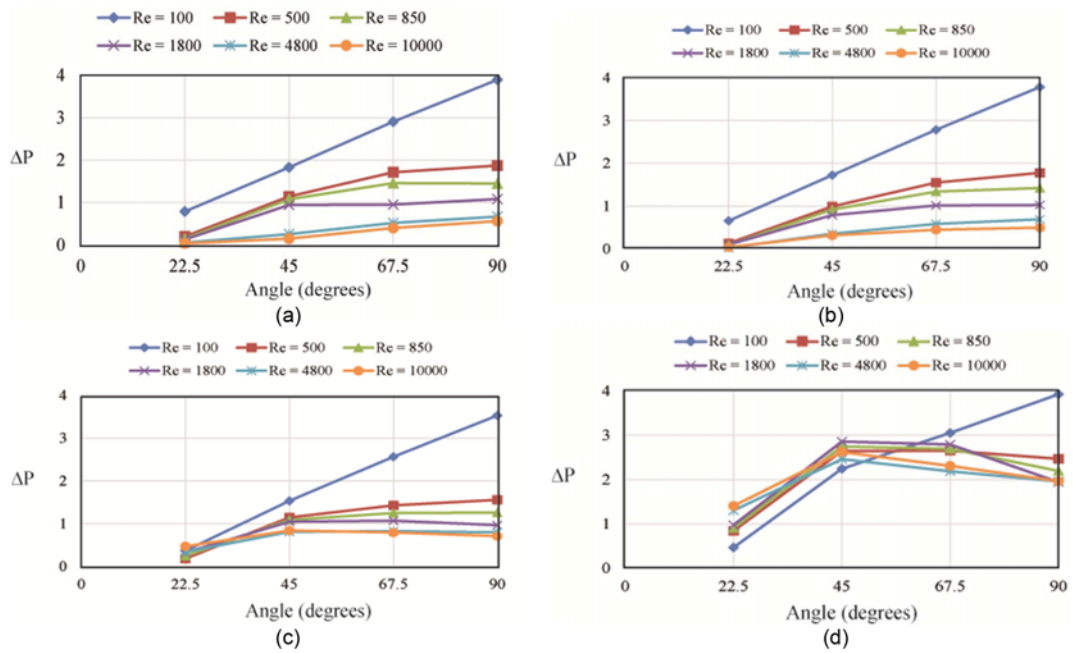 Re = 100 Re = 500 Re = 850
Re = 1800 Re = 4800 Re = 10000
4
3
ΔP
2
1
0
0 22.5 45 67.5 90
Angle (degrees)
(a)
Re = 100 Re = 500 Re = 850
Re = 1800 Re = 4800 Re = 10000
4
3
ΔP
2
1
0
0 22.5 45 67.5 90
Angle (degrees)
(b)
Re = 100 Re = 500 Re = 850
Re = 1800 Re = 4800 Re = 10000
4
3
ΔP
2
1
0
0 22.5 45 67.5 90
Angle (degrees)
(c)
Re = 100 Re = 500 Re = 850
Re = 1800 Re = 4800 Re = 10000
4
3
ΔP
2
1
0
0 22.5 45 67.5 90
Angle (degrees)
(d)